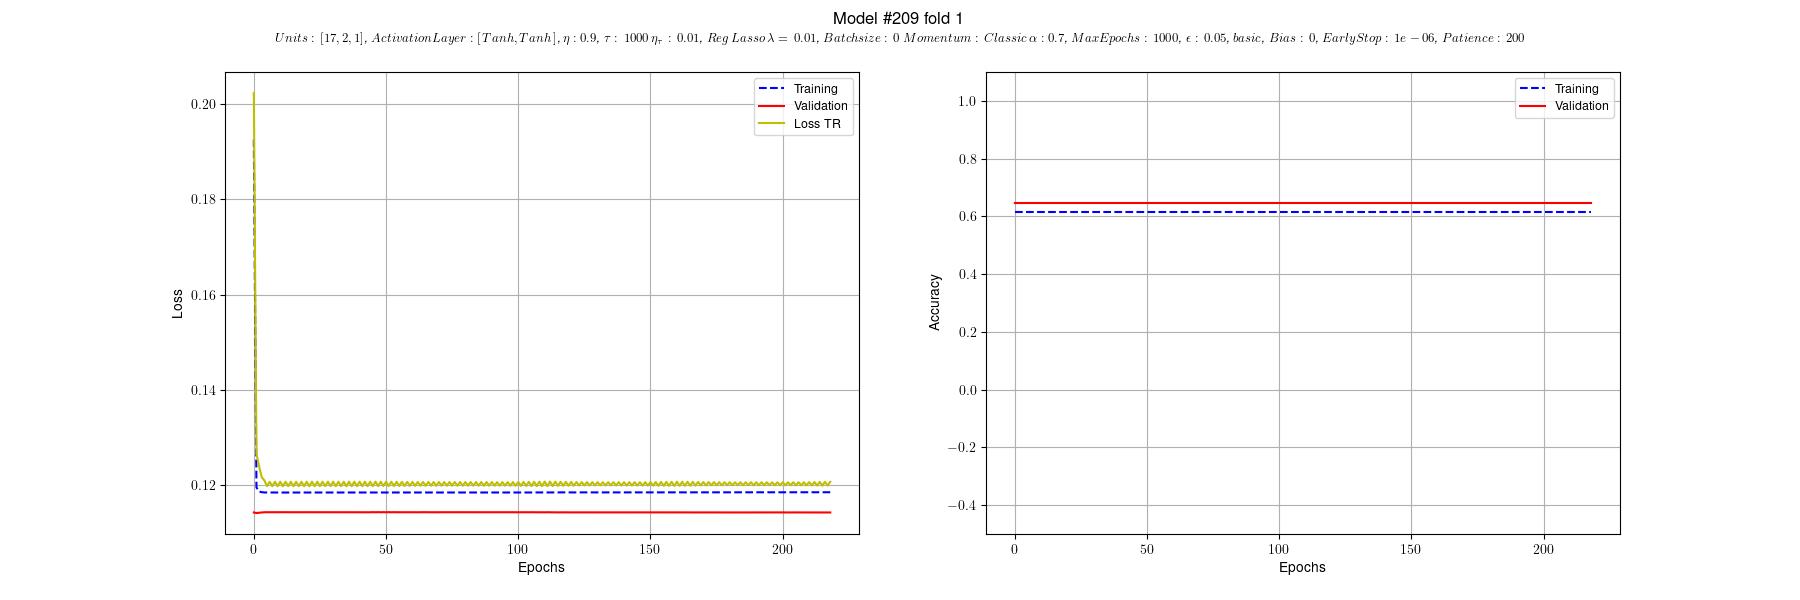 Model #209 fold 1
Units : [17, 2, 1], ActivationLayer : [Tanh, Tanh], η : 0.9, τ : 1000 ητ : 0.01, Reg Lasso λ = 0.01, Batchsize : 0 Momentum : Classic α : 0.7, MaxEpochs : 1000, ϵ : 0.05, basic, Bias : 0, EarlyStop : 1e − 06, Patience : 200
Training
Validation
Loss TR
0.20
0.18
0.16
0.14
0.12
Loss
0 50 100 150 200
Epochs
Training
Validation
1.0
0.8
0.6
0.4
0.2
0.0
−0.2
−0.4
Accuracy
0 50 100 150 200
Epochs